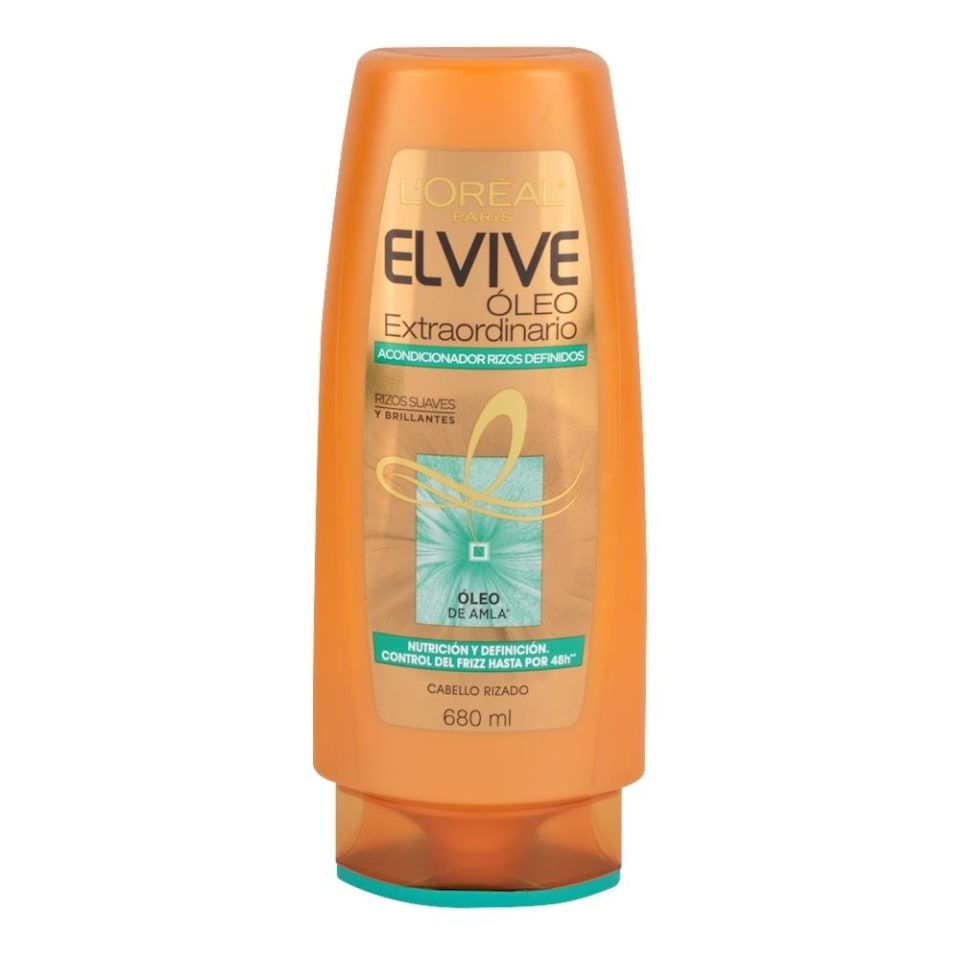 L'ORÉAL®
PARIS
ELVIVE
ÓLEO
Extraordinario
ACONDICIONADOR RIZOS DEFINIDOS
RIZOS SUAVES
Y BRILLANTES
ÓLEO
DE AMLA*
NUTRICIÓN Y DEFINICIÓN.
CONTROL DEL FRIZZ HASTA POR 48h**
CABELLO RIZADO
680 ml